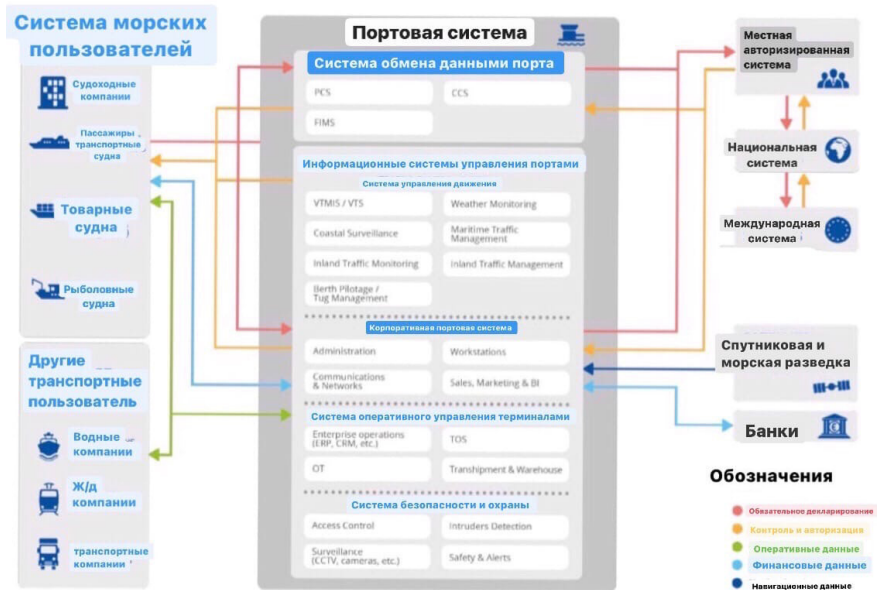 Система морских
пользователей
Судоходные
компании
Пассажиры
транспортные
судна
Товарные
судна
Рыболовные
судна
Другие
транспортные
пользователь
Водные
компании
Ж/д
компании
транспортные
компании
Портовая система
Система обмена данными порта
PCS
CCS
FIMS
Информационные системы управления портами
Система управления движения
VTMIS / VTS
Weather Monitoring
Coastal Surveillance
Maritime Traffic
Management
Inland Traffic Monitoring
Inland Traffic Management
Berth Pilotage /
Tug Management
Корпоративная портовая система
Administration
Workstations
Communications
& Networks
Sales, Marketing & BI
Система оперативного управления терминалами
Enterprise operations
(ERP, CRM, etc.)
TOS
OT
Transhipment & Warehouse
Система безопасности и охраны
Access Control
Intruders Detection
Surveillance
(CCTV, cameras, etc.)
Safety & Alerts
Местная
авторизированная
система
Национальная
система
Международная
система
Спутниковая и
морская разведка
Банки
Обозначения
Обязательное декларирование
Контроль и авторизация
Оперативные данные
Финансовые данные
Навигационные данные